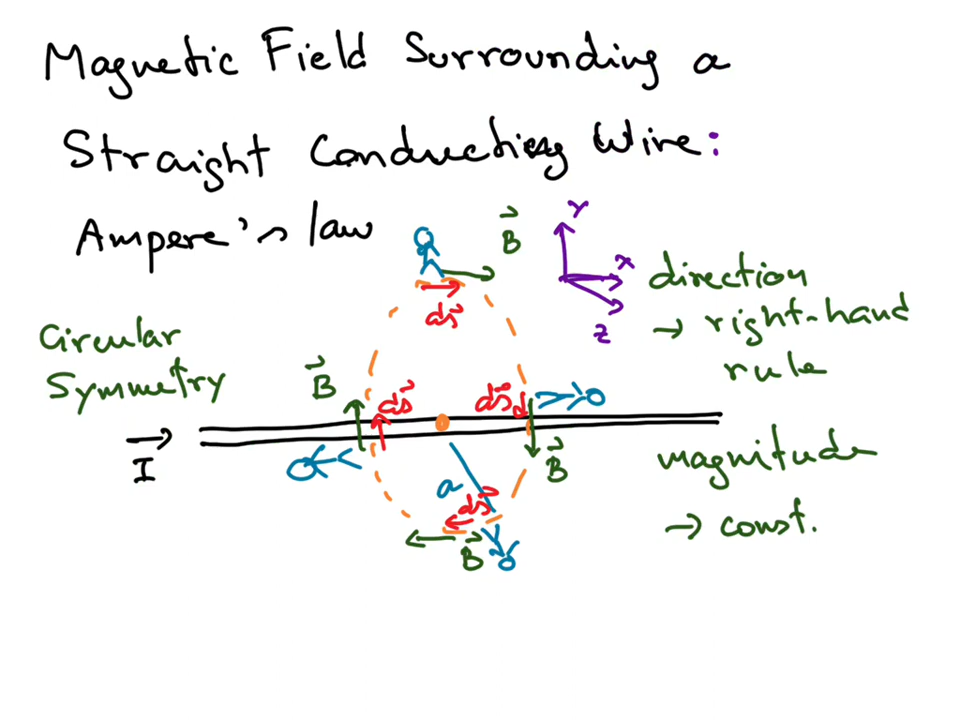 Magnetic Field Surrounding a
Straight Conducting Wire:
Ampere's law
B
Y
X
Z
ds
direction
→ right-hand
rule
Circular
Symmetry
B
ds
ds
I
B
a
ds
B
magnitude
→ const.